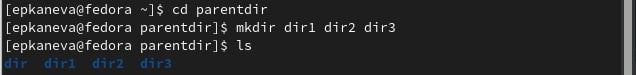 [epkaneva@fedora ~]$ cd parentdir
[epkaneva@fedora parentdir]$ mkdir dir1 dir2 dir3
[epkaneva@fedora parentdir]$ ls
dir  dir1  dir2  dir3